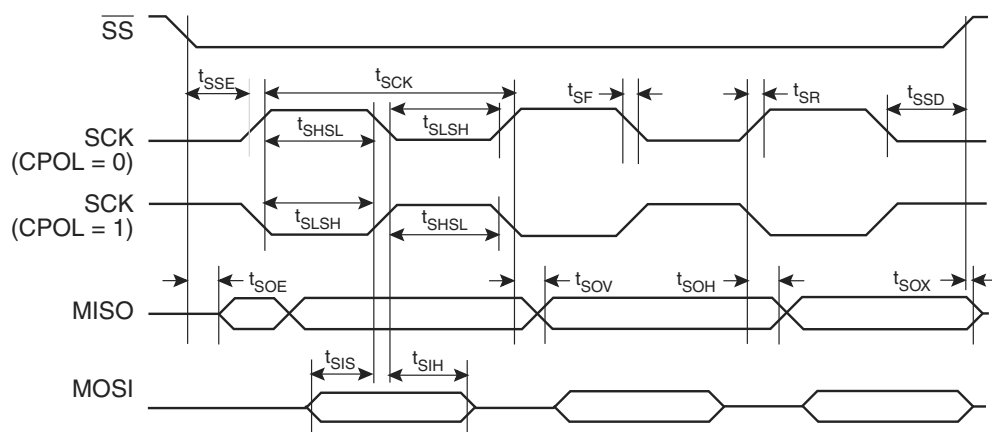 SS
tSSE tSCK tSF tSR tSSD
SCK
(CPOL = 0)
tSHSL tSLSH
SCK
(CPOL = 1)
tSLSH tSHSL
tSOE tSOV tSOH tSOX
MISO
tSIS tSIH
MOSI